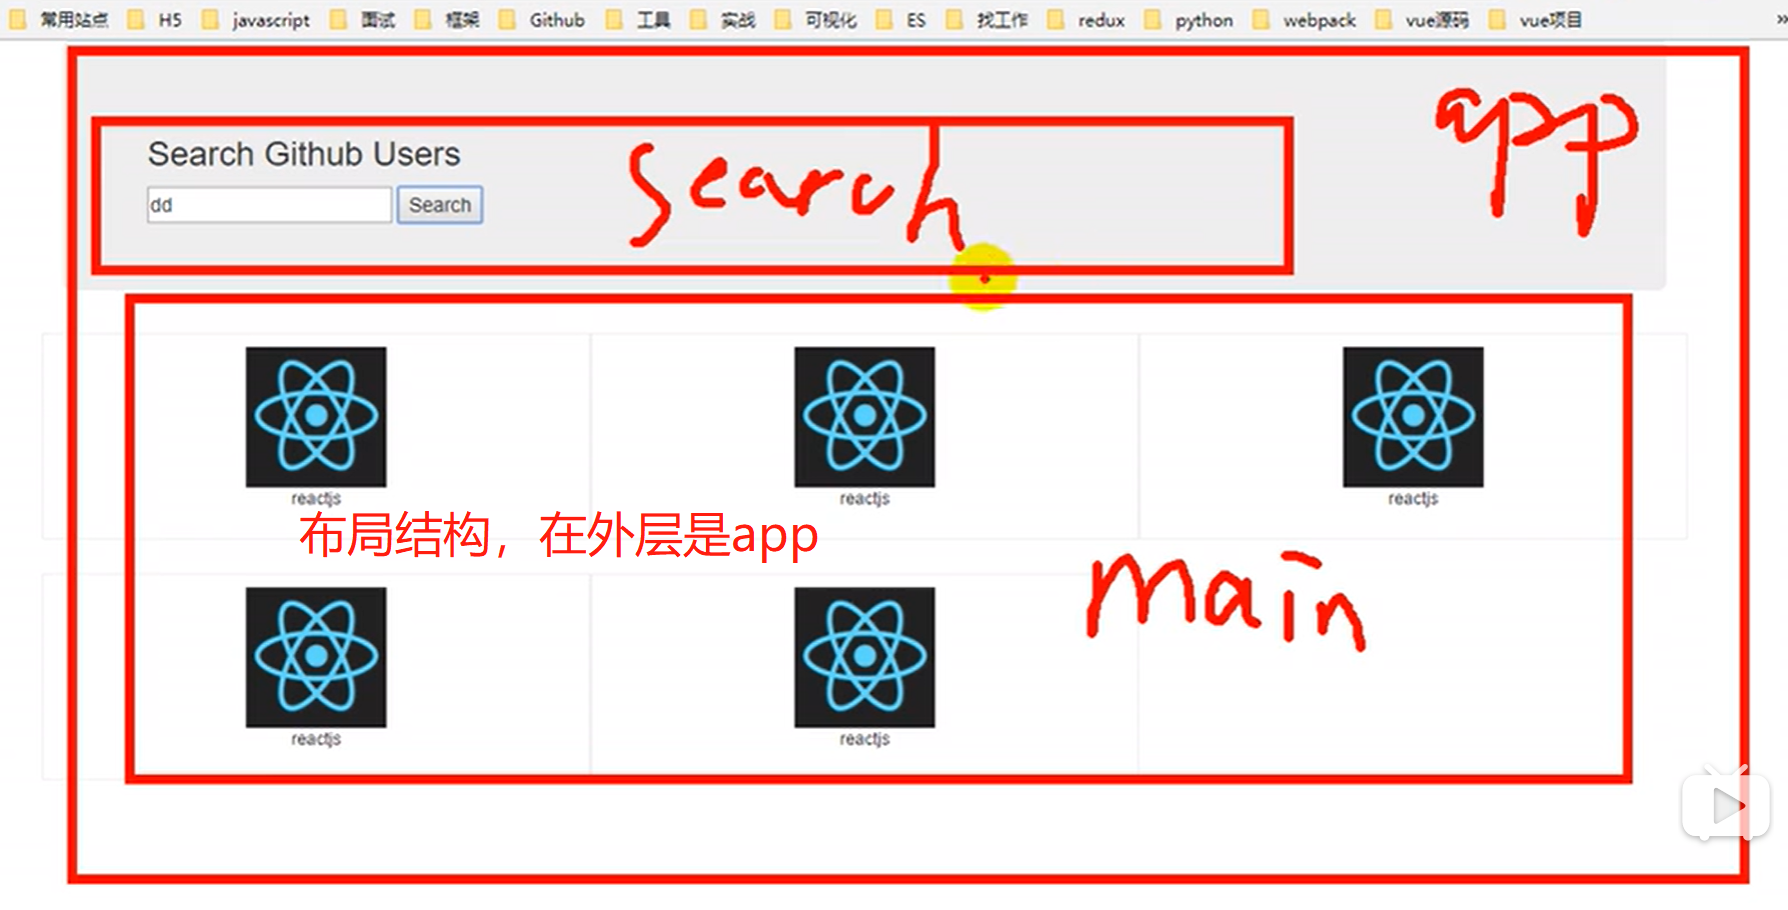 常用站点 H5 javascript 面试 框架 Github 工具 实战 可视化 ES 找工作 redux python webpack vue源码 vue项目 »
app
Search Github Users
search
dd Search
reactjs reactjs reactjs
布局结构，在外层是app
main
reactjs reactjs